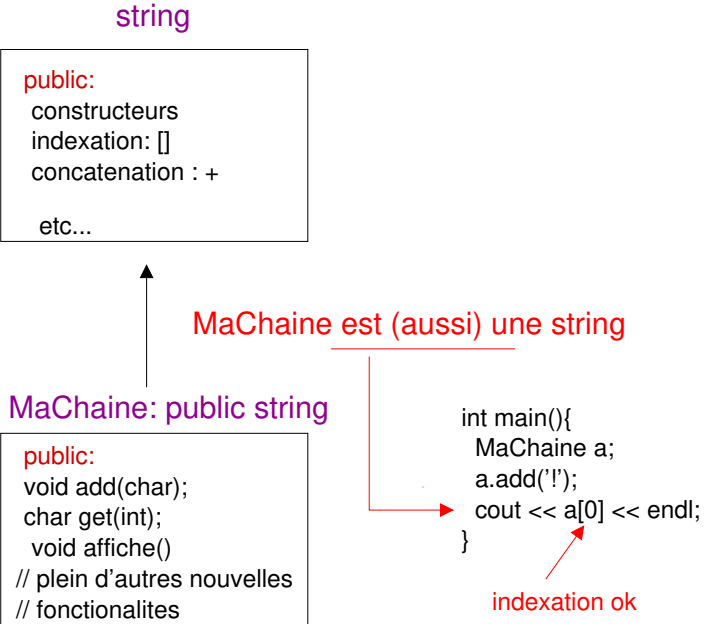 string
public:
constructeurs
indexation: []
concatenation : +
etc...
MaChaine est (aussi) une string
MaChaine: public string
public:
void add(char);
char get(int);
void affiche()
// plein d'autres nouvelles
// fonctionalites
int main(){
MaChaine a;
a.add('!');
cout << a[0] << endl;
}
indexation ok